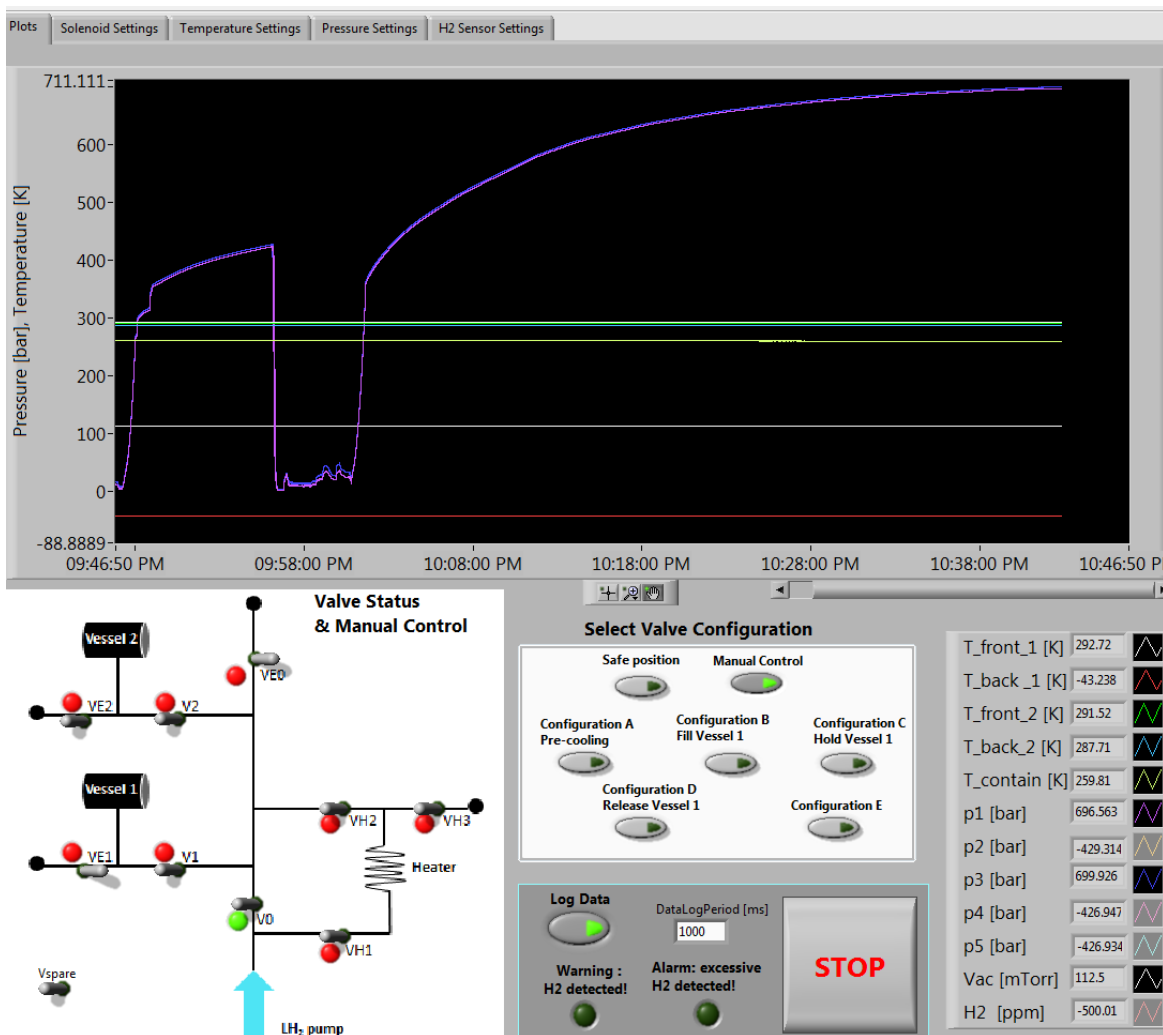 Plots
Solenoid Settings
Temperature Settings
Pressure Settings
H2 Sensor Settings
711.111
600
500
400
300
200
100
0
-88.8889
Pressure [bar], Temperature [K]
09:46:50 PM
09:58:00 PM
10:08:00 PM
10:18:00 PM
10:28:00 PM
10:38:00 PM
10:46:50 P
Valve Status
& Manual Control
Vessel 2
VE0
VE2
V2
Vessel 1
VH2
VH3
VE1
V1
Heater
V0
VH1
Vspare
LH₂ pump
Select Valve Configuration
Safe position
Manual Control
Configuration A
Pre-cooling
Configuration B
Fill Vessel 1
Configuration C
Hold Vessel 1
Configuration D
Release Vessel 1
Configuration E
Log Data
DataLogPeriod [ms]
1000
Warning :
H2 detected!
Alarm: excessive
H2 detected!
STOP
T_front_1 [K] 292.72
T_back _1 [K] -43.238
T_front_2 [K] 291.52
T_back_2 [K] 287.71
T_contain [K] 259.81
p1 [bar] 696.563
p2 [bar] -429.314
p3 [bar] 699.926
p4 [bar] -426.947
p5 [bar] -426.934
Vac [mTorr] 112.5
H2 [ppm] -500.01